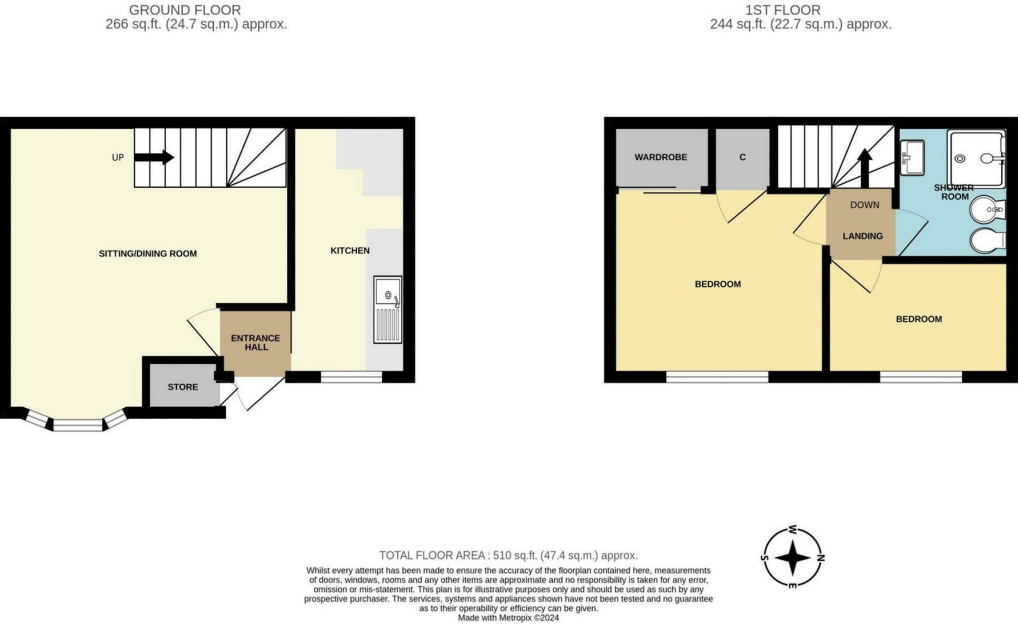 GROUND FLOOR
266 sq.ft. (24.7 sq.m.) approx.
1ST FLOOR
244 sq.ft. (22.7 sq.m.) approx.
UP
SITTING/DINING ROOM
KITCHEN
ENTRANCE
HALL
STORE
WARDROBE
C
DOWN
LANDING
SHOWER
ROOM
BEDROOM
BEDROOM
TOTAL FLOOR AREA : 510 sq.ft. (47.4 sq.m.) approx.
Whilst every attempt has been made to ensure the accuracy of the floorplan contained here, measurements
of doors, windows, rooms and any other items are approximate and no responsibility is taken for any error,
omission or mis-statement. This plan is for illustrative purposes only and should be used as such by any
prospective purchaser. The services, systems and appliances shown have not been tested and no guarantee
as to their operability or efficiency can be given.
Made with Metropix ©2024
W
N
S
E